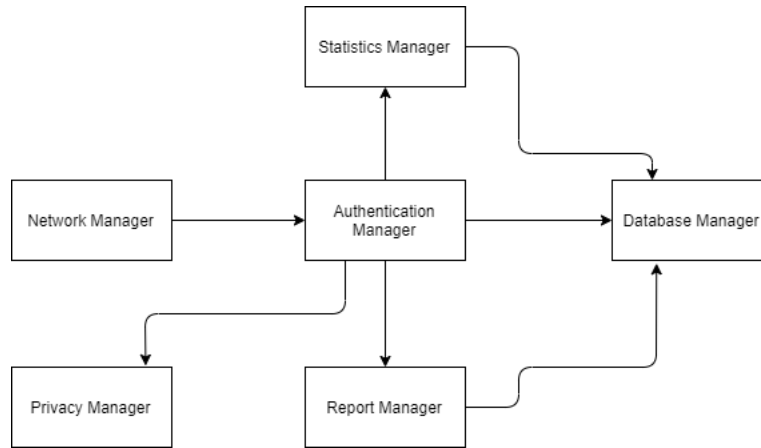 Statistics Manager
Network Manager
Authentication
Manager
Database Manager
Privacy Manager
Report Manager